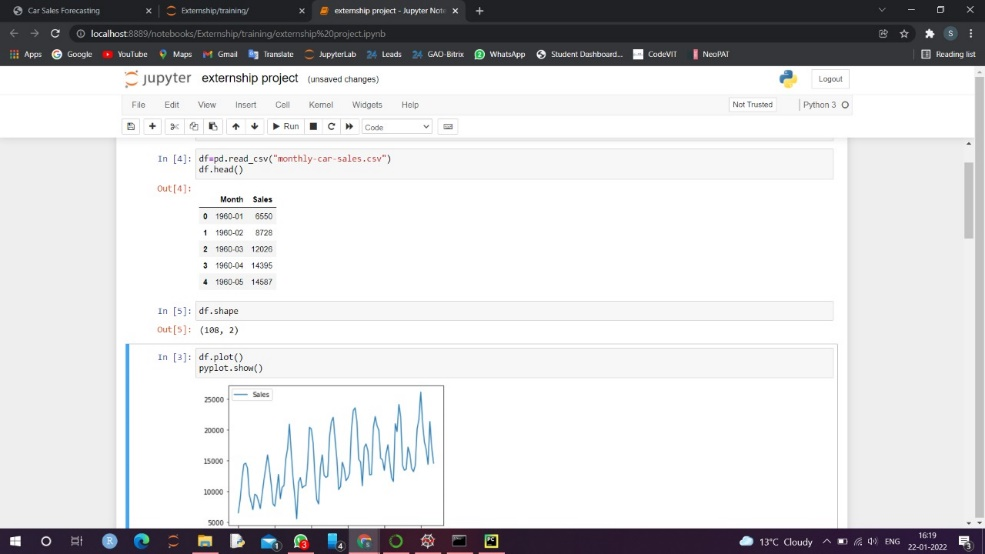 Car Sales Forecasting
Externship/training/
externship project - Jupyter Note
localhost:8889/notebooks/Externship/training/externship%20project.ipynb
Apps Google YouTube Maps Gmail Translate JupyterLab 24 Leads 24 GAO-Bitrix WhatsApp Student Dashboard... CodeVIT NeoPAT Reading list
jupyter externship project (unsaved changes) Logout
File Edit View Insert Cell Kernel Widgets Help Not Trusted Python 3
Run Code
In [4]: df=pd.read_csv("monthly-car-sales.csv")
df.head()
Out[4]:
Month Sales
0 1960-01 6550
1 1960-02 8728
2 1960-03 12026
3 1960-04 14395
4 1960-05 14587
In [5]: df.shape
Out[5]: (108, 2)
In [3]: df.plot()
pyplot.show()
Sales
25000
20000
15000
10000
5000
13°C Cloudy ENG 16:19
22-01-2022